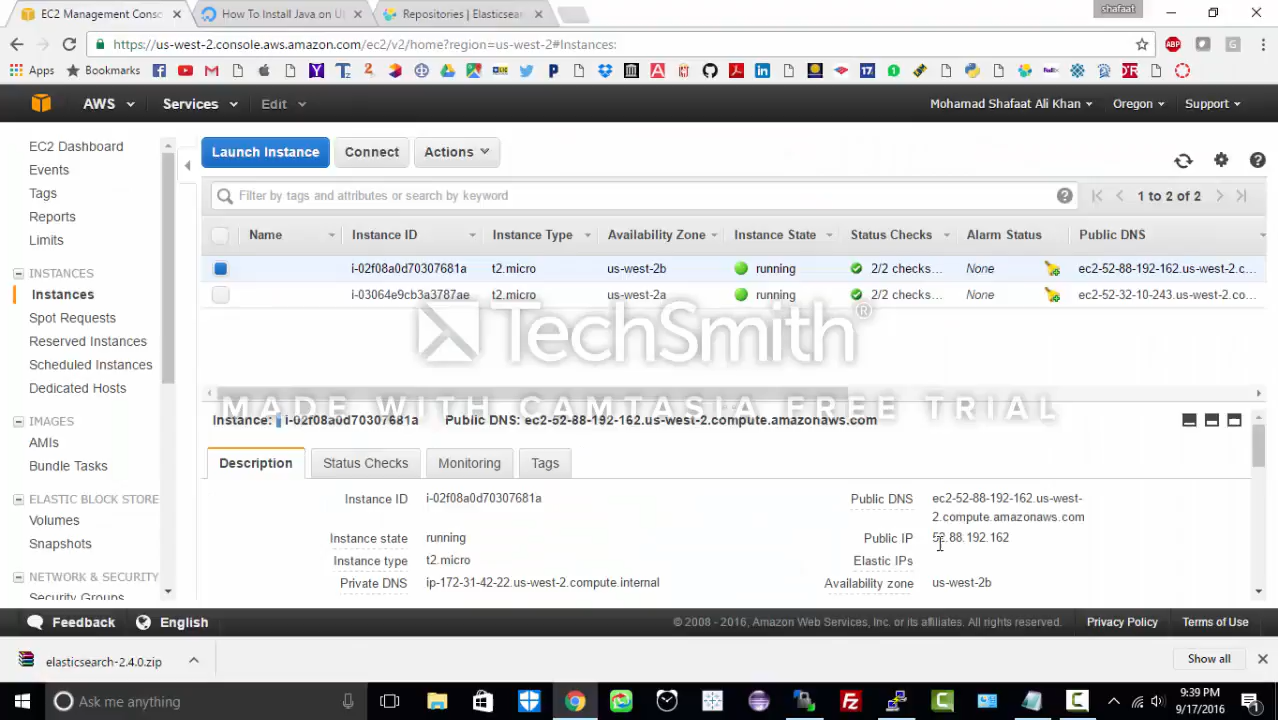 EC2 Management Conso
How To Install Java on U
Repositories | Elasticsear
shafaat
https://us-west-2.console.aws.amazon.com/ec2/v2/home?region=us-west-2#Instances:
ABP
G
Apps
Bookmarks
AWS
Services
Edit
Mohamad Shafaat Ali Khan
Oregon
Support
EC2 Dashboard
Events
Tags
Reports
Limits
INSTANCES
Instances
Spot Requests
Reserved Instances
Scheduled Instances
Dedicated Hosts
IMAGES
AMIs
Bundle Tasks
ELASTIC BLOCK STORE
Volumes
Snapshots
NETWORK & SECURITY
Security Groups
Launch Instance
Connect
Actions
Filter by tags and attributes or search by keyword
1 to 2 of 2
Name Instance ID Instance Type Availability Zone Instance State Status Checks Alarm Status Public DNS
i-02f08a0d70307681a t2.micro us-west-2b running 2/2 checks... None ec2-52-88-192-162.us-west-2.c...
i-03064e9cb3a3787ae t2.micro us-west-2a running 2/2 checks... None ec2-52-32-10-243.us-west-2.co...
TechSmith®
MADE WITH CAMTASIA FREE TRIAL
Instance: i-02f08a0d70307681a Public DNS: ec2-52-88-192-162.us-west-2.compute.amazonaws.com
Description
Status Checks
Monitoring
Tags
Instance ID i-02f08a0d70307681a
Instance state running
Instance type t2.micro
Private DNS ip-172-31-42-22.us-west-2.compute.internal
Public DNS ec2-52-88-192-162.us-west-
2.compute.amazonaws.com
Public IP 52.88.192.162
Elastic IPs
Availability zone us-west-2b
Feedback
English
© 2008 - 2016, Amazon Web Services, Inc. or its affiliates. All rights reserved.
Privacy Policy
Terms of Use
elasticsearch-2.4.0.zip
Show all
Ask me anything
9:39 PM
9/17/2016